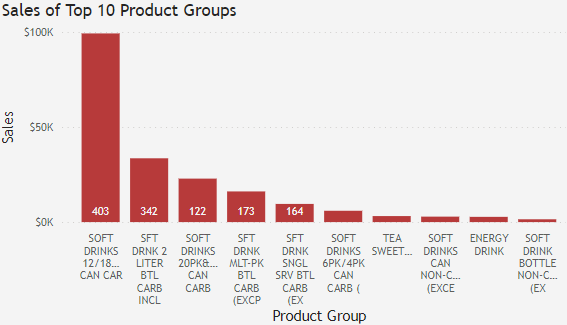 Sales of Top 10 Product Groups
$100K
$50K
$0K
Sales
403
342
122
173
164
SOFT
DRINKS
12/18...
CAN CAR
SFT
DRNK 2
LITER
BTL
CARB
INCL
SOFT
DRINKS
20PK&...
CAN
CARB
SFT
DRNK
MLT-PK
BTL
CARB
(EXCP
SFT
DRNK
SNGL
SRV BTL
CARB
(EX
SOFT
DRINKS
6PK/4PK
CAN
CARB (
TEA
SWEET...
SOFT
DRINKS
CAN
NON-C...
(EXCE
ENERGY
DRINK
SOFT
DRINK
BOTTLE
NON-C...
(EX
Product Group